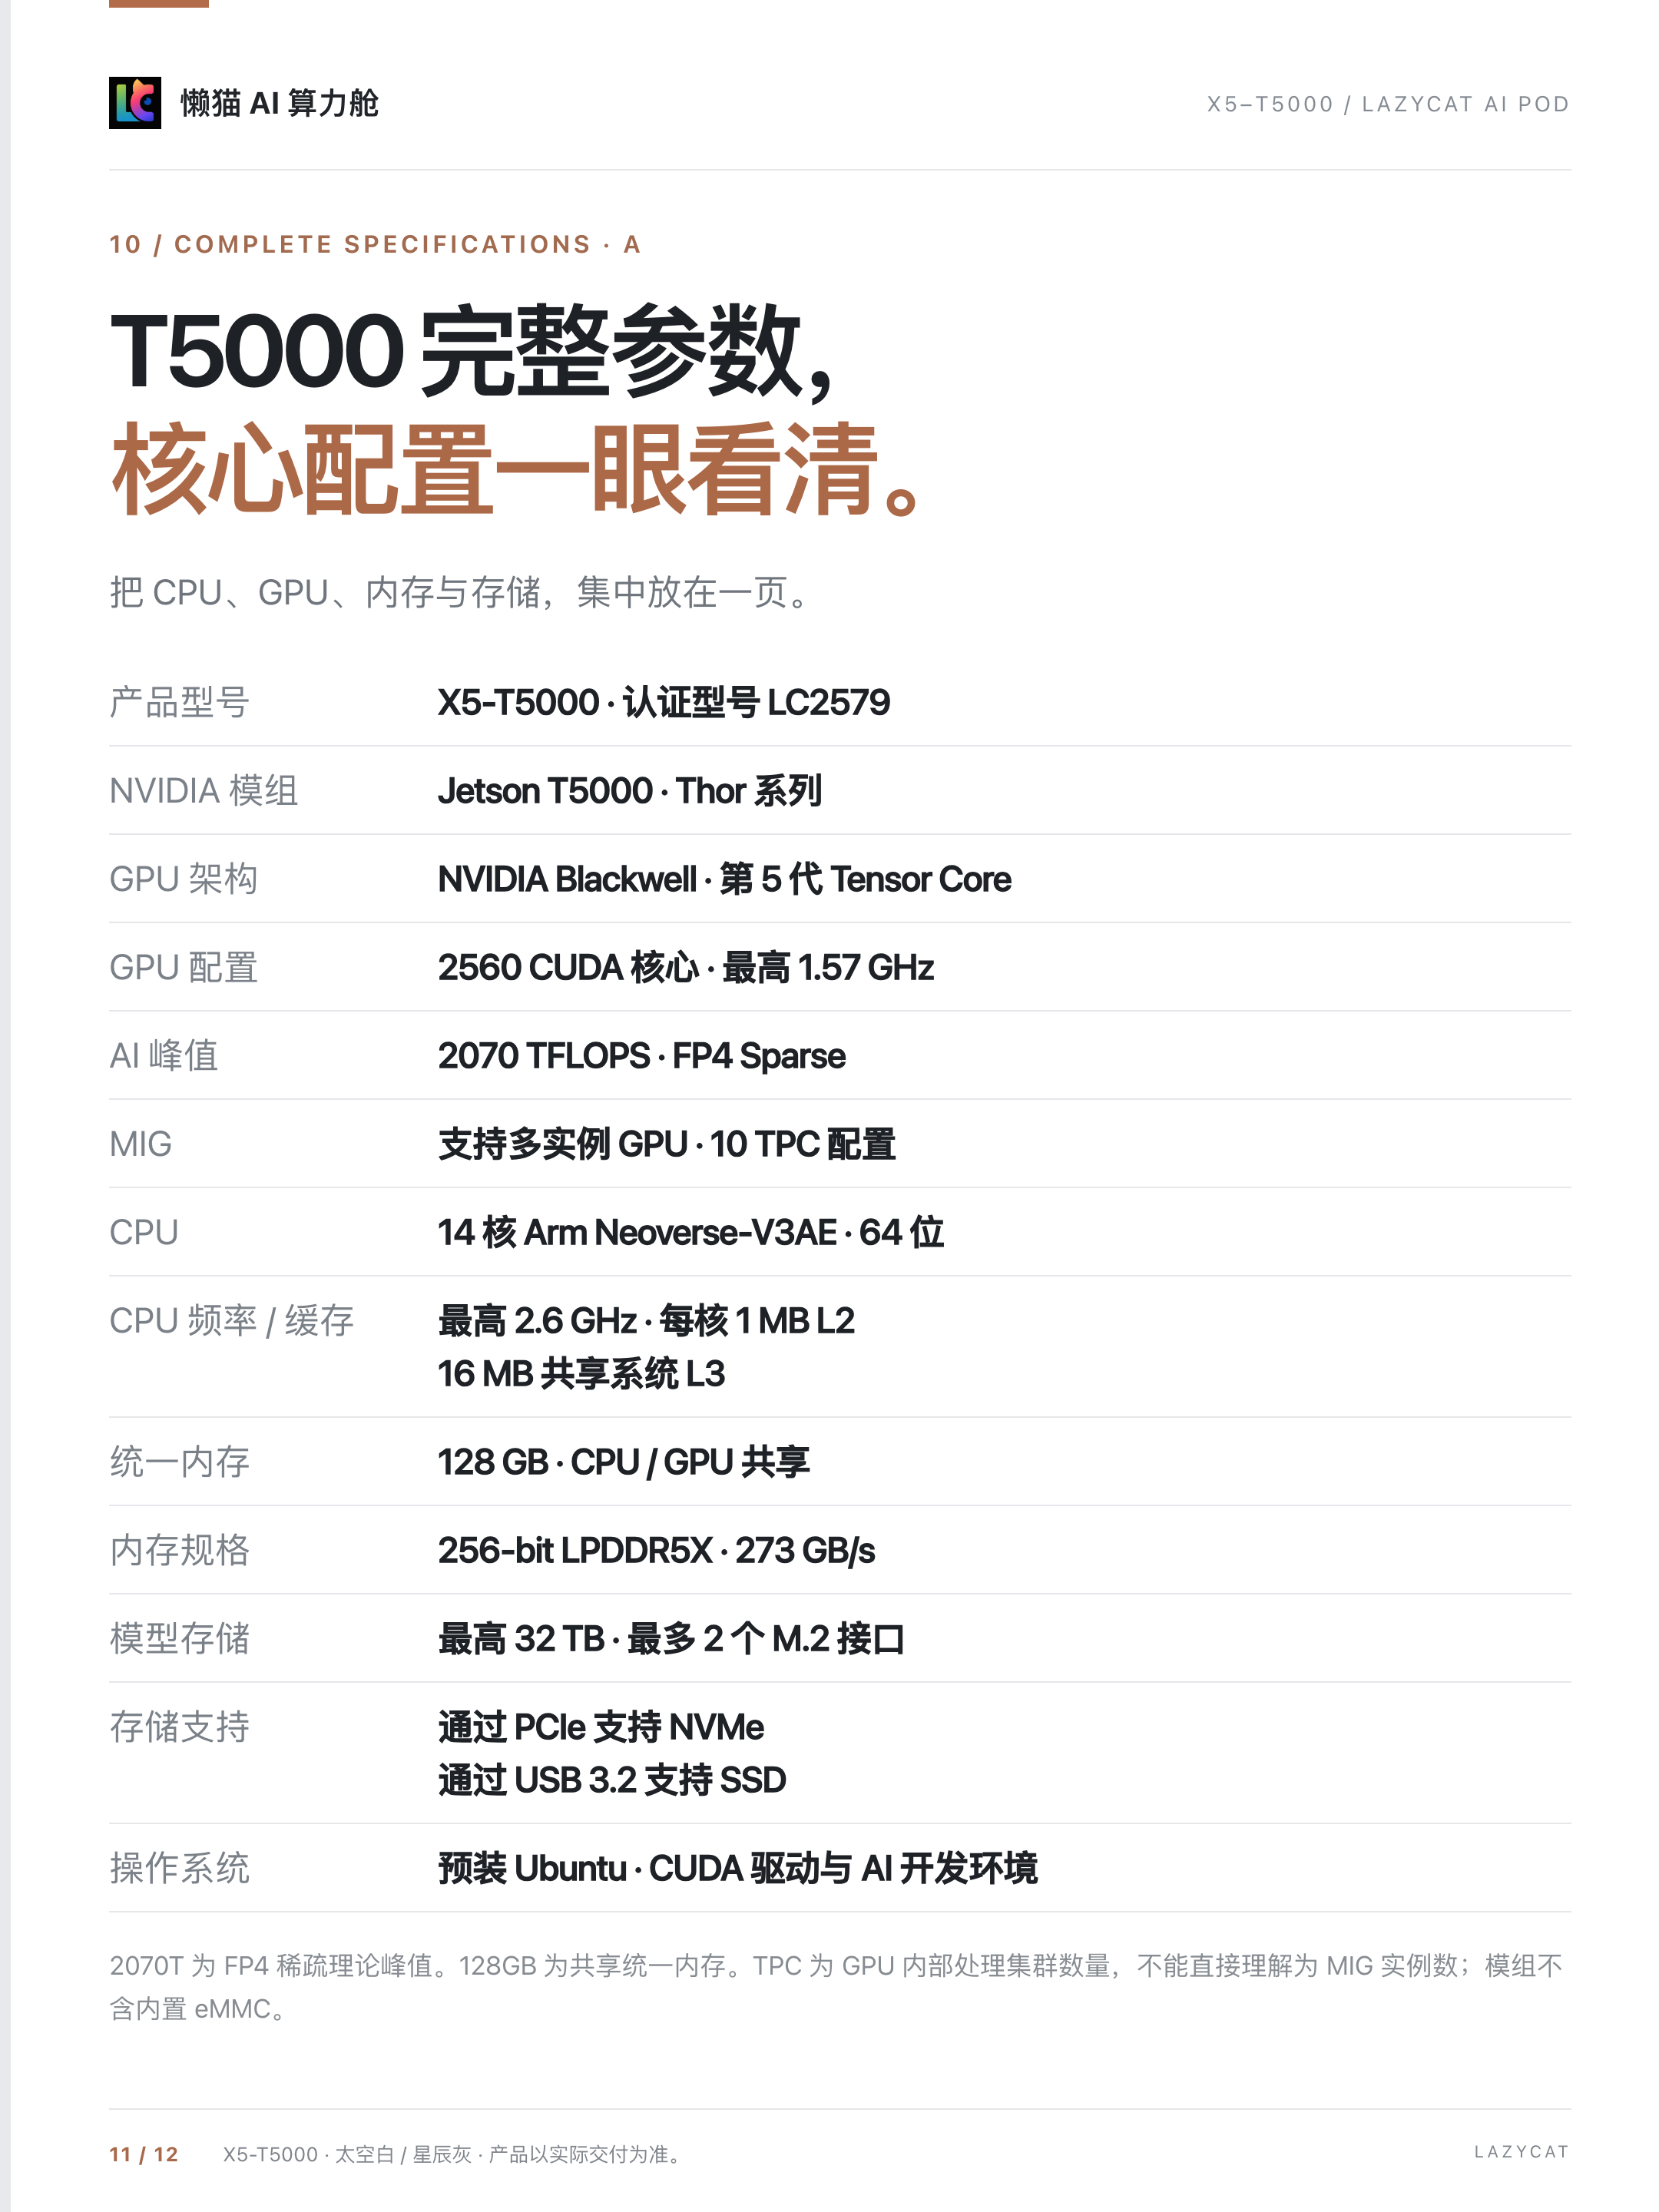 懒猫 AI 算力舱
X5–T5000 / LAZYCAT AI POD
10 / COMPLETE SPECIFICATIONS · A
T5000 完整参数，
核心配置一眼看清。
把 CPU、GPU、内存与存储，集中放在一页。
产品型号 X5-T5000 · 认证型号 LC2579
NVIDIA 模组 Jetson T5000 · Thor 系列
GPU 架构 NVIDIA Blackwell · 第 5 代 Tensor Core
GPU 配置 2560 CUDA 核心 · 最高 1.57 GHz
AI 峰值 2070 TFLOPS · FP4 Sparse
MIG 支持多实例 GPU · 10 TPC 配置
CPU 14 核 Arm Neoverse-V3AE · 64 位
CPU 频率 / 缓存 最高 2.6 GHz · 每核 1 MB L2
16 MB 共享系统 L3
统一内存 128 GB · CPU / GPU 共享
内存规格 256-bit LPDDR5X · 273 GB/s
模型存储 最高 32 TB · 最多 2 个 M.2 接口
存储支持 通过 PCIe 支持 NVMe
通过 USB 3.2 支持 SSD
操作系统 预装 Ubuntu · CUDA 驱动与 AI 开发环境
2070T 为 FP4 稀疏理论峰值。128GB 为共享统一内存。TPC 为 GPU 内部处理集群数量，不能直接理解为 MIG 实例数；模组不
含内置 eMMC。
11 / 12 X5-T5000 · 太空白 / 星辰灰 · 产品以实际交付为准。
LAZYCAT